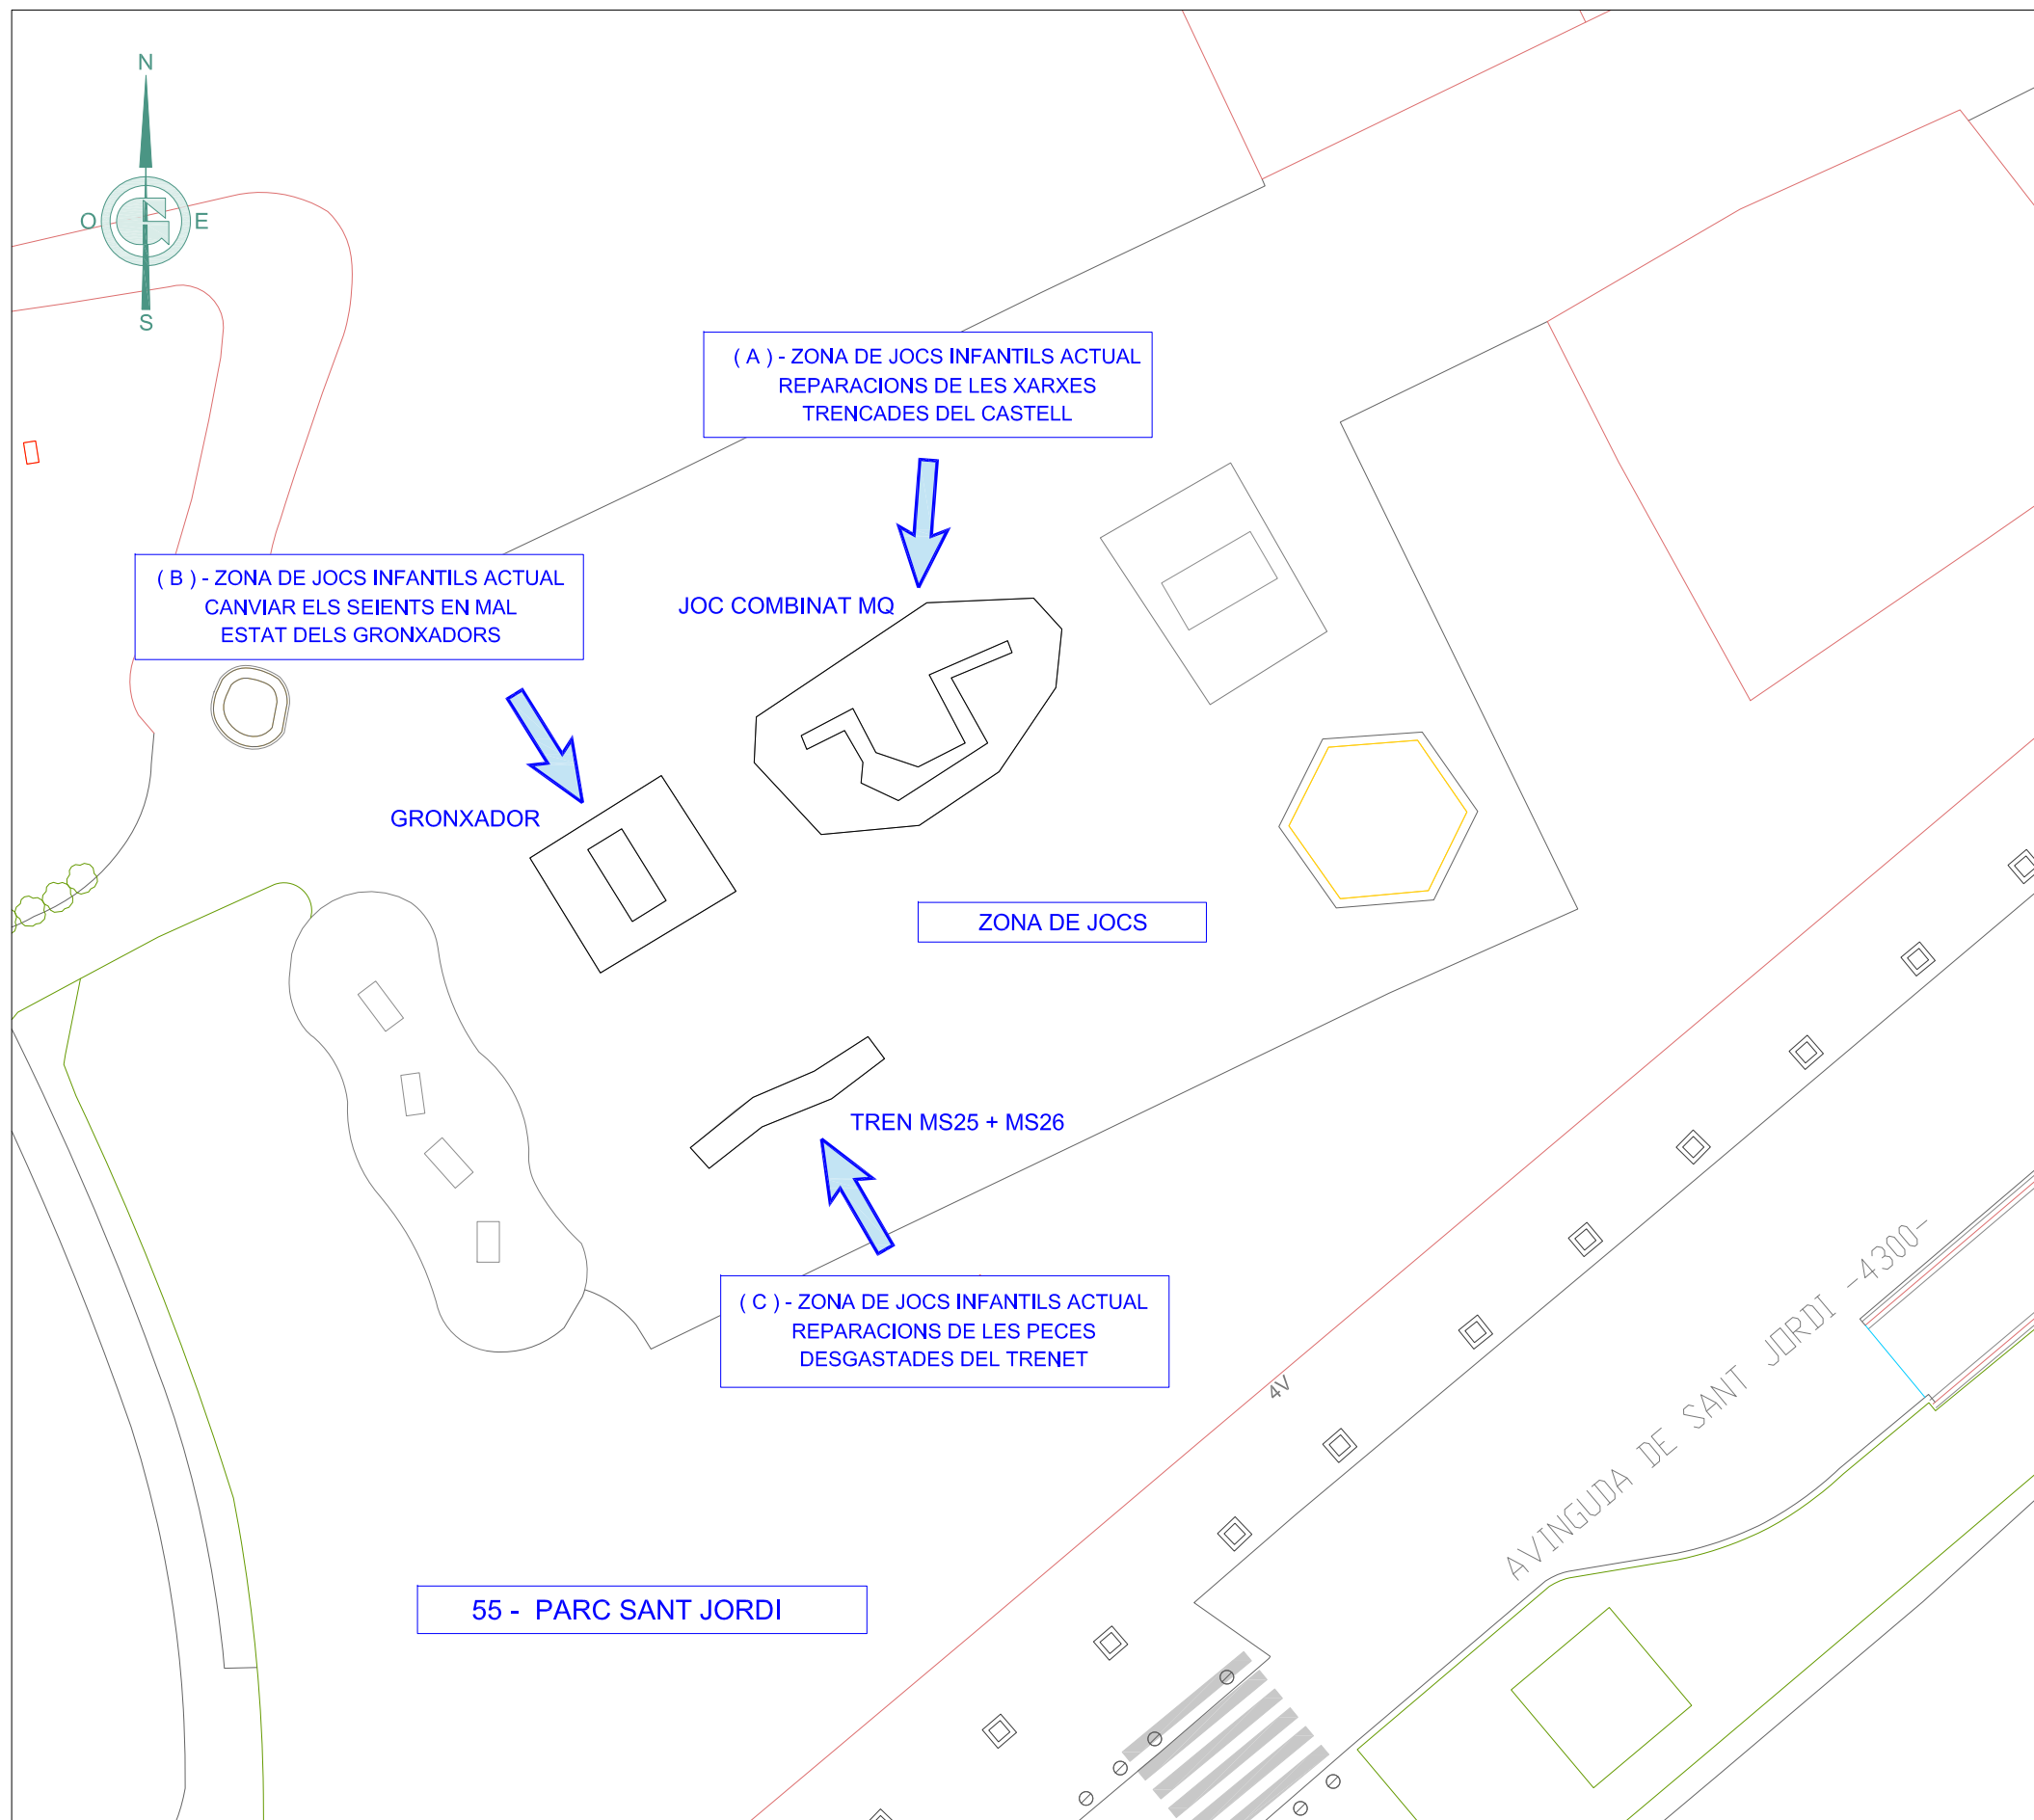 N
O
E
S
( A ) - ZONA DE JOCS INFANTILS ACTUAL
REPARACIONS DE LES XARXES
TRENCADES DEL CASTELL
( B ) - ZONA DE JOCS INFANTILS ACTUAL
CANVIAR ELS SEIENTS EN MAL
ESTAT DELS GRONXADORS
JOC COMBINAT MQ
GRONXADOR
ZONA DE JOCS
TREN MS25 + MS26
( C ) - ZONA DE JOCS INFANTILS ACTUAL
REPARACIONS DE LES PECES
DESGASTADES DEL TRENET
4V
AVINGUDA DE SANT JORDI -4300-
55 - PARC SANT JORDI